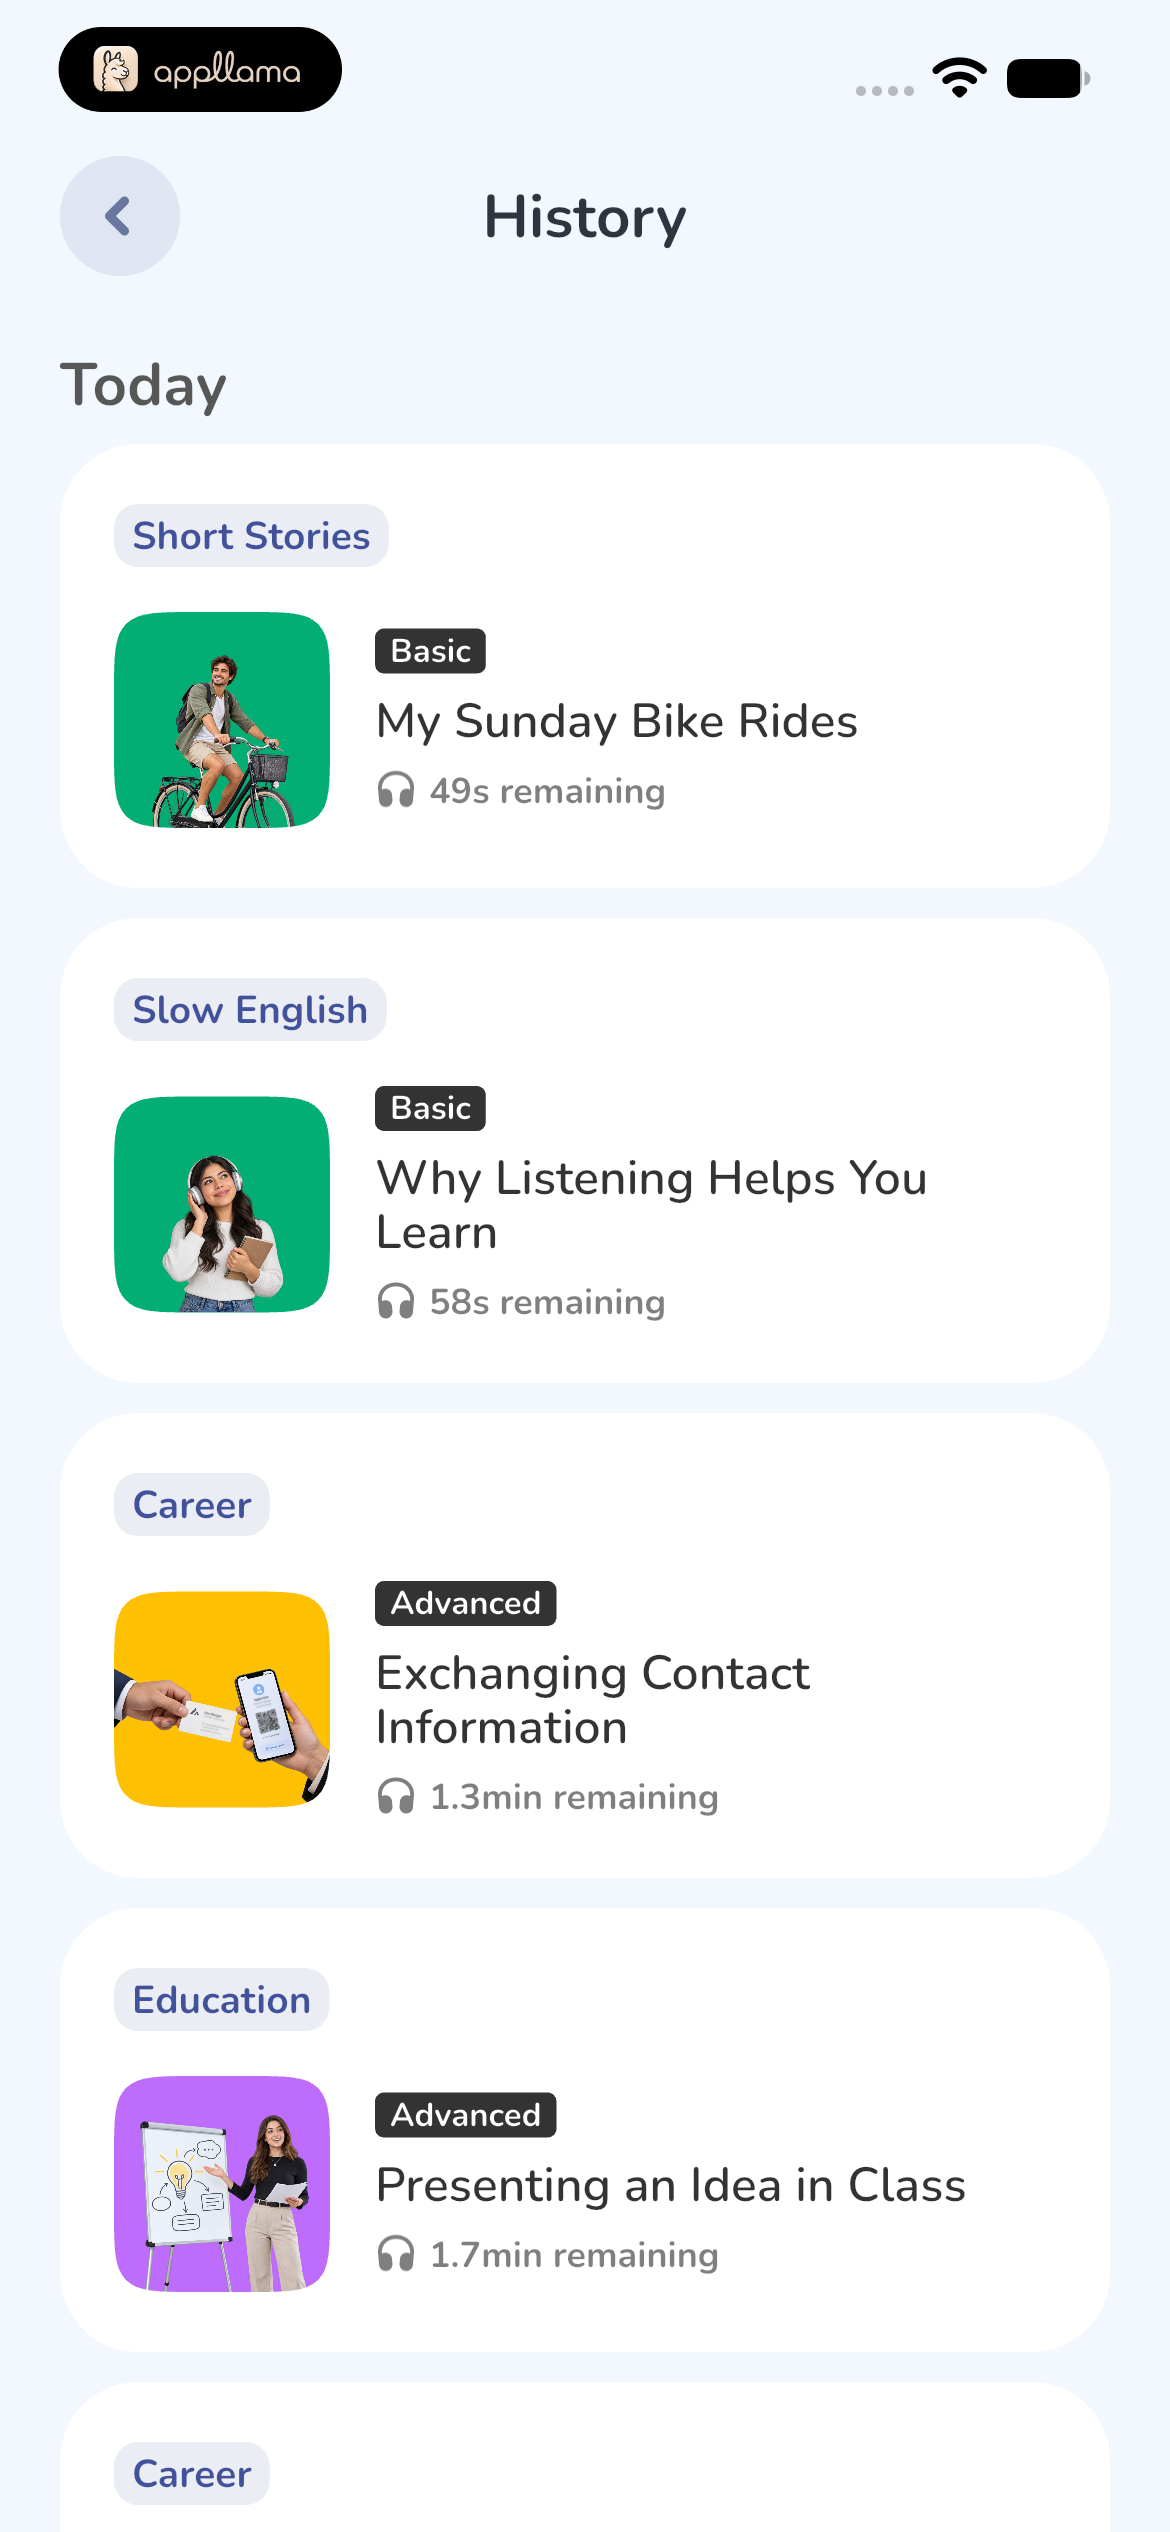 appllama
History
Today
Short Stories
Basic
My Sunday Bike Rides
49s remaining
Slow English
Basic
Why Listening Helps You
Learn
58s remaining
Career
Advanced
Exchanging Contact
Information
1.3min remaining
Education
Advanced
Presenting an Idea in Class
1.7min remaining
Career